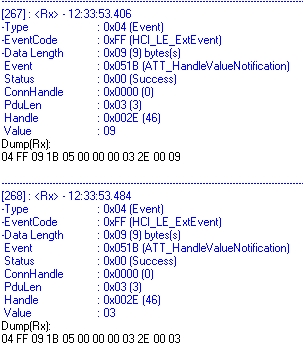 [267] : <Rx> - 12:33:53.406
-Type : 0x04 (Event)
-EventCode : 0xFF (HCI_LE_ExtEvent)
-Data Length : 0x09 (9) bytes(s)
Event : 0x051B (ATT_HandleValueNotification)
Status : 0x00 (Success)
ConnHandle : 0x0000 (0)
PduLen : 0x03 (3)
Handle : 0x002E (46)
Value : 09
Dump(Rx):
04 FF 09 1B 05 00 00 00 03 2E 00 09
[268] : <Rx> - 12:33:53.484
-Type : 0x04 (Event)
-EventCode : 0xFF (HCI_LE_ExtEvent)
-Data Length : 0x09 (9) bytes(s)
Event : 0x051B (ATT_HandleValueNotification)
Status : 0x00 (Success)
ConnHandle : 0x0000 (0)
PduLen : 0x03 (3)
Handle : 0x002E (46)
Value : 03
Dump(Rx):
04 FF 09 1B 05 00 00 00 03 2E 00 03